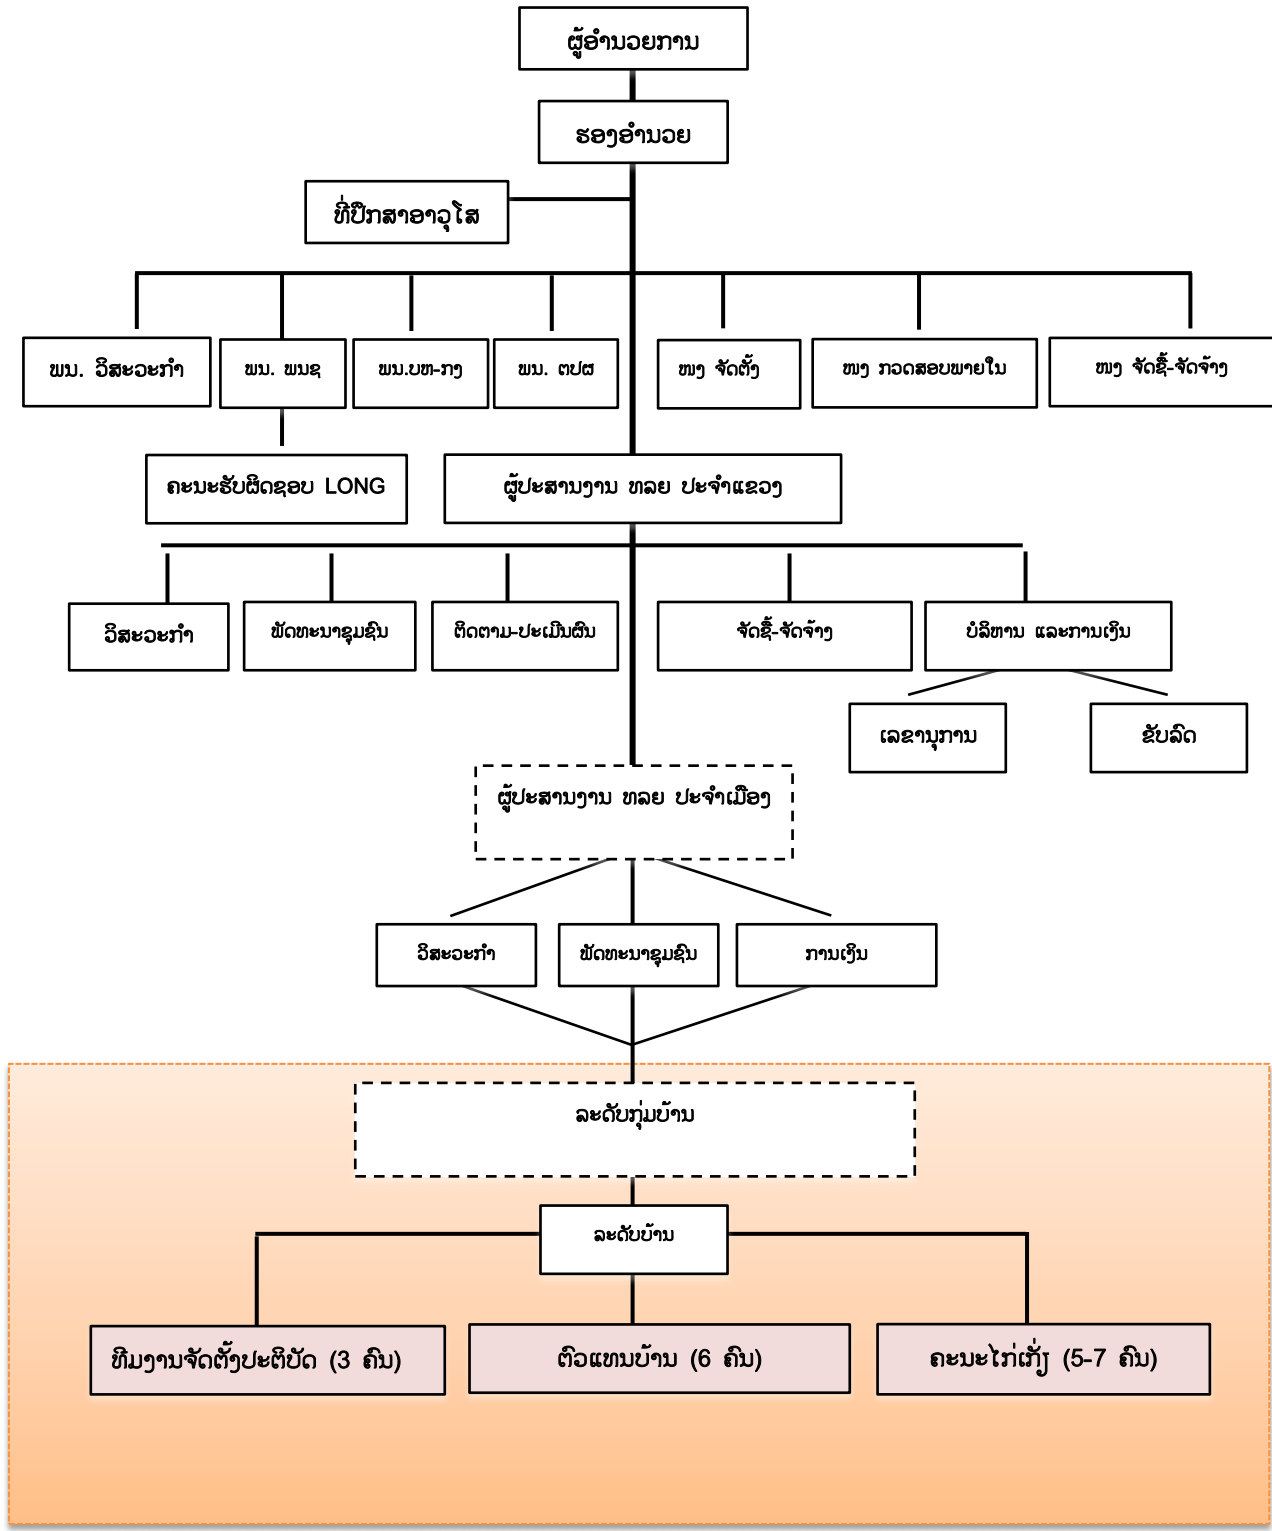 ຜູ້ອຳນວຍການ
ຮອງອຳນວຍ
ທີ່ປຶກສາອາວຸໂສ
ພນ. ວິສະວະກຳ
ພນ. ພນຊ
ພນ.ບຫ-ກງ
ພນ. ຕປຜ
ໜງ ຈັດຕັ້ງ
ໜງ ກວດສອບພາຍໃນ
ໜງ ຈັດຊື້-ຈັດຈ້າງ
ຄະນະຮັບຜິດຊອບ LONG
ຜູ້ປະສານງານ ທລຍ ປະຈຳແຂວງ
ວິສະວະກຳ
ພັດທະນາຊຸມຊົນ
ຕິດຕາມ-ປະເມີນຜົນ
ຈັດຊື້-ຈັດຈ້າງ
ບໍລິຫານ ແລະການເງິນ
ເລຂານຸການ
ຂັບລົດ
ຜູ້ປະສານງານ ທລຍ ປະຈຳເມືອງ
ວິສະວະກຳ
ພັດທະນາຊຸມຊົນ
ການເງິນ
ລະດັບກຸ່ມບ້ານ
ລະດັບບ້ານ
ທີມງານຈັດຕັ້ງປະຕິບັດ (3 ຄົນ)
ຕົວແທນບ້ານ (6 ຄົນ)
ຄະນະໄກ່ເກັ່ຽ (5-7 ຄົນ)